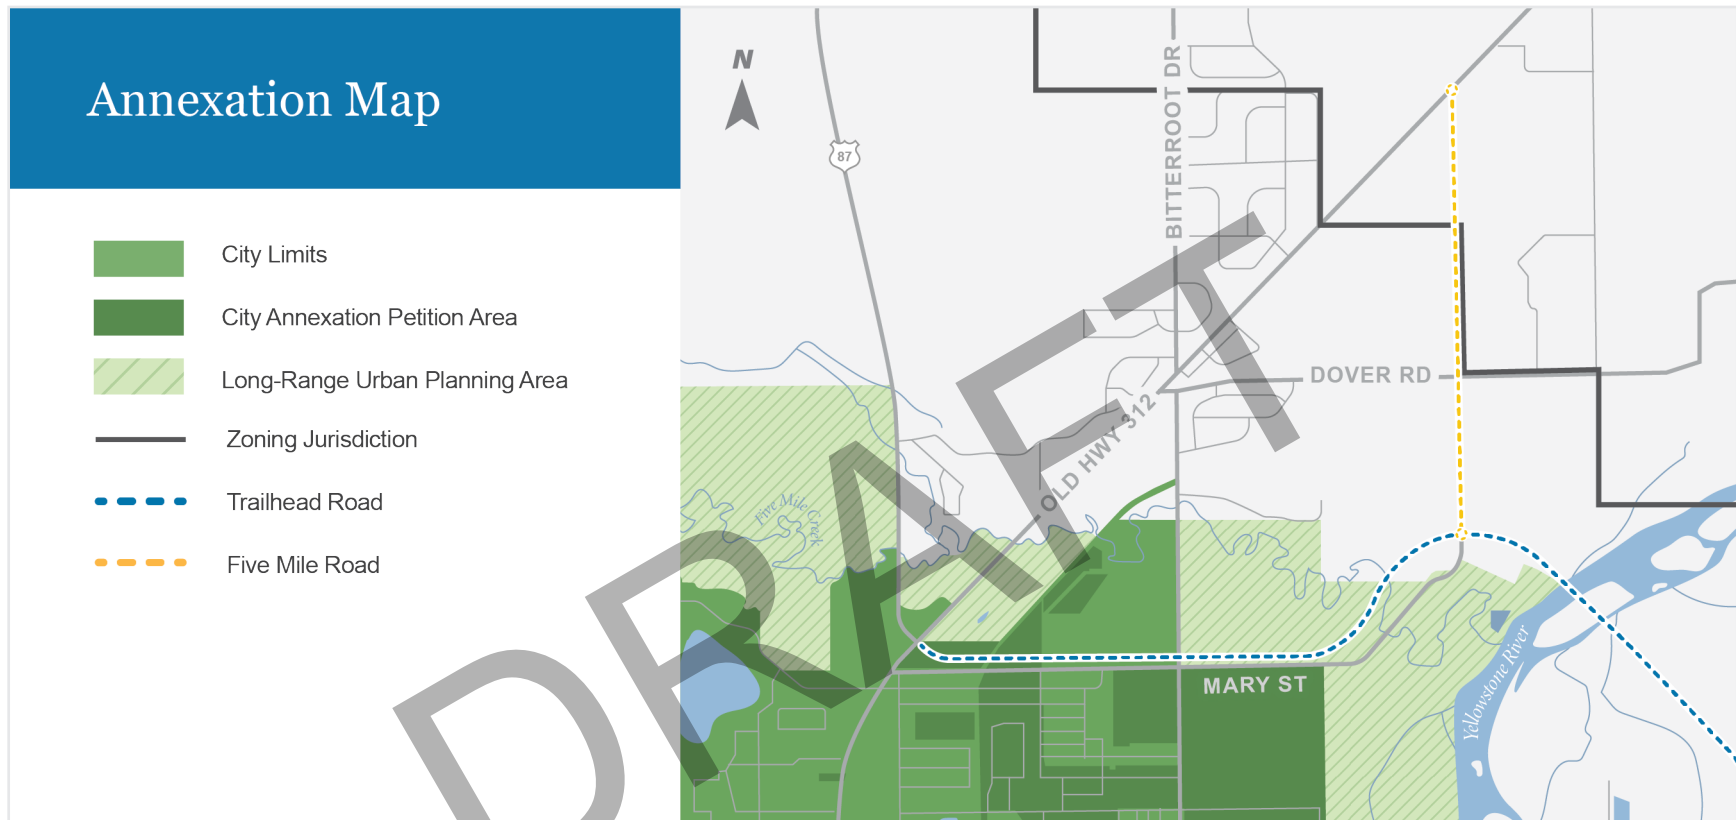 Annexation Map
City Limits
City Annexation Petition Area
Long-Range Urban Planning Area
Zoning Jurisdiction
Trailhead Road
Five Mile Road
N
87
BITTERROOT DR
DOVER RD
OLD HWY 312
Five Mile Creek
MARY ST
Yellowstone River
DRAFT